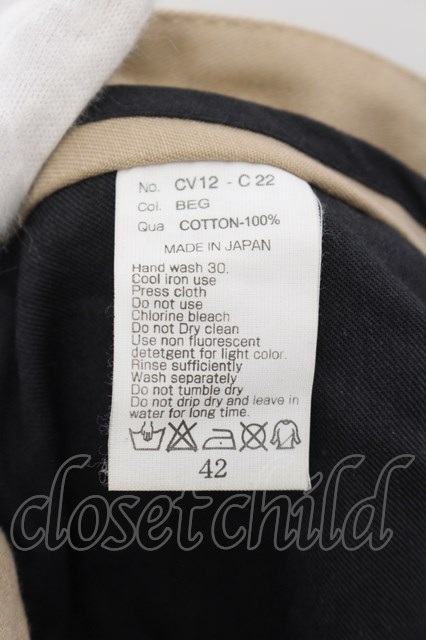 No. CV12 - C 22
Col. BEG
Qua COTTON-100%
MADE IN JAPAN
Hand wash 30.
Cool iron use
Press cloth
Do not use
Chlorine bleach
Do not Dry clean
Use non fluorescent
detetgent for light color.
Rinse sufficiently
Wash separately
Do not tumble dry
Do not drip dry and leave in
water for long time.
42
closetchild